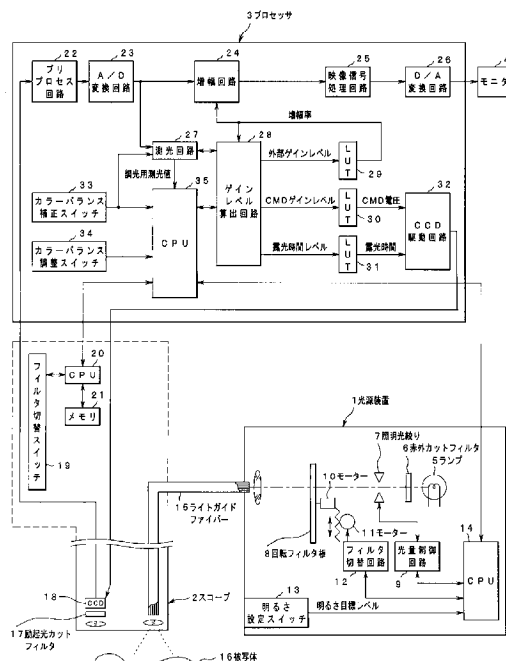 3プロセッサ
22
プリ
プロセス
回路
23
A/D
変換回路
24
増幅回路
25
映像信号
処理回路
26
D/A
変換回路
4
モニタ
増幅率
27
測光回路
28
ゲイン
レベル
算出回路
外部ゲインレベル
LUT
29
調光用測光値
33
カラーバランス
補正スイッチ
34
カラーバランス
調整スイッチ
35
CPU
CMDゲインレベル
LUT
30
CMD電圧
32
CCD
駆動回路
露光時間レベル
LUT
31
露光時間
フィルタ切替スイッチ
19
20
CPU
21
メモリ
1光源装置
7照明光絞り
6赤外カットフィルタ
5ランプ
10モーター
15ライトガイド
ファイバー
8回転フィルタ板
11モーター
フィルタ
切替回路
12
光量制御
回路
9
14
CPU
13
明るさ
設定スイッチ
明るさ目標レベル
18
CCD
17励起光カット
フィルタ
2スコープ
16被写体